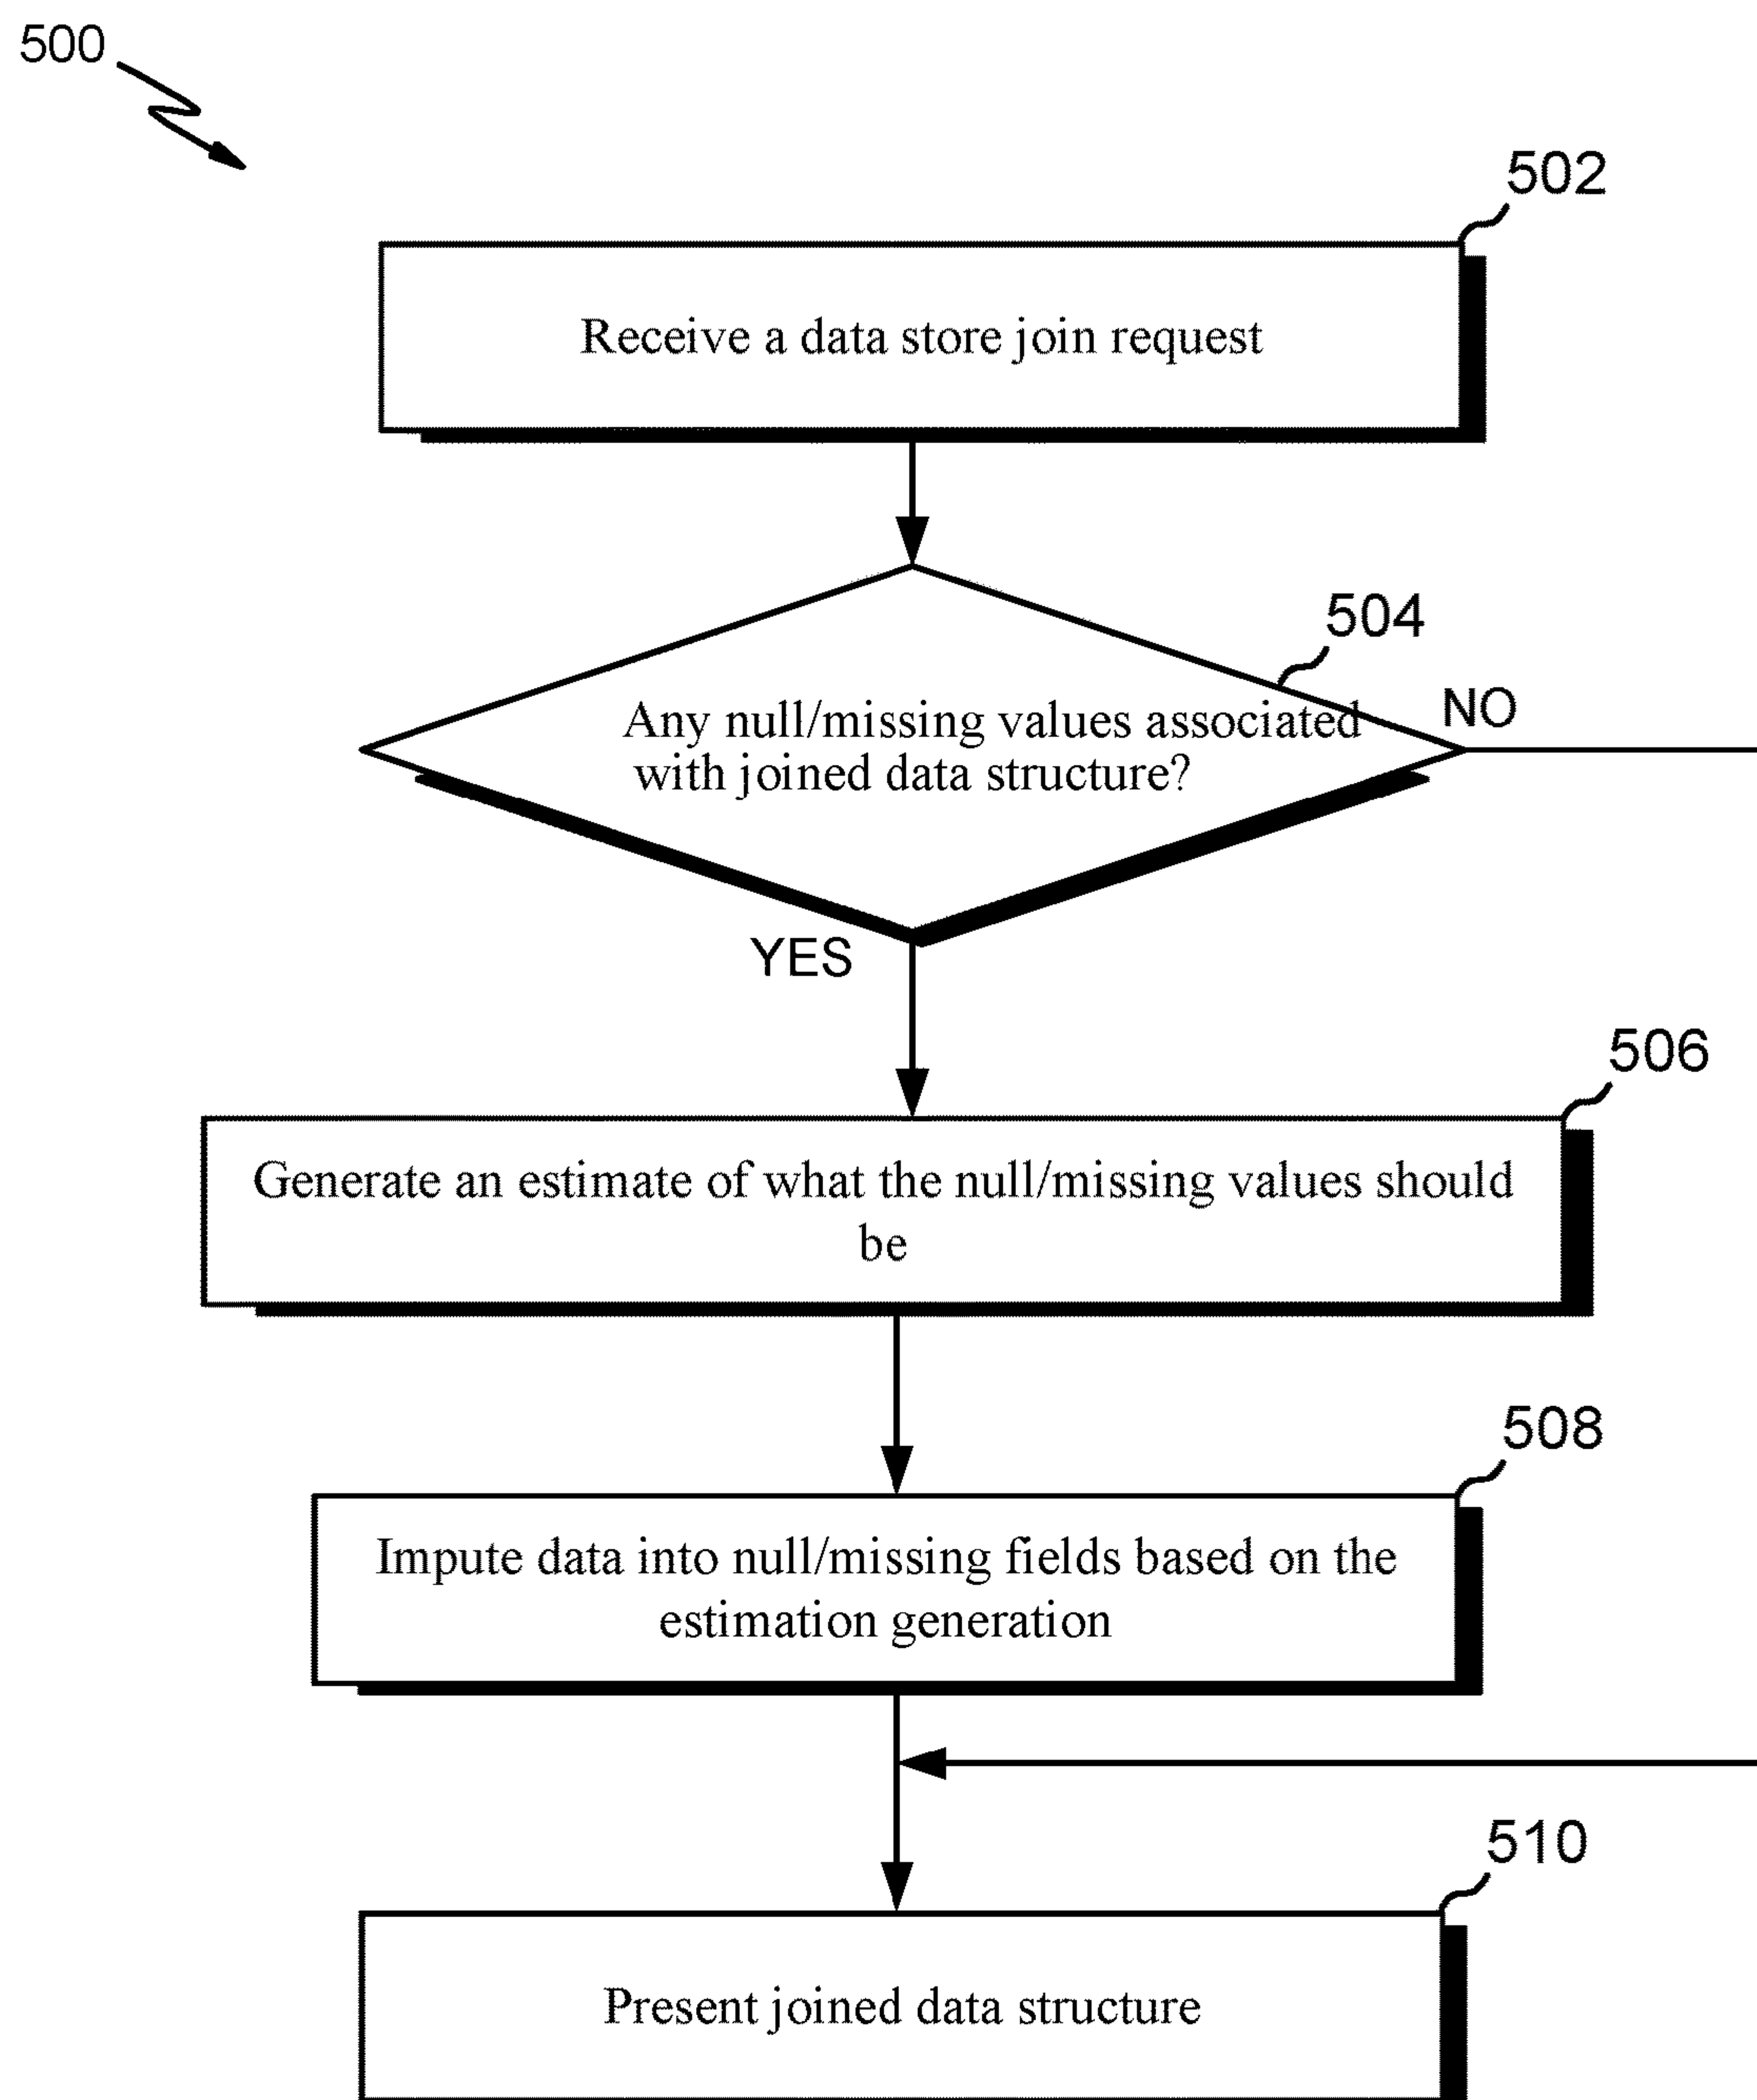 500
502
Receive a data store join request
504
Any null/missing values associated
with joined data structure?
NO
YES
506
Generate an estimate of what the null/missing values should
be
508
Impute data into null/missing fields based on the
estimation generation
510
Present joined data structure